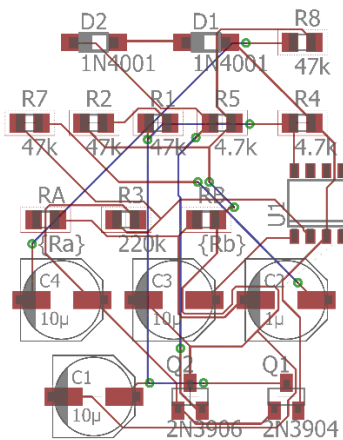 D2 D1 R8
1N4001 1N4001 47k
R7 R2 R1 R5 R4
47k 47k 47k 4.7k 4.7k
U1
RA R3 RB
{Ra} 220k {Rb}
C4 C3 C2
10µ 10µ 1µ
Q2 Q1
C1
10µ 2N3906 2N3904